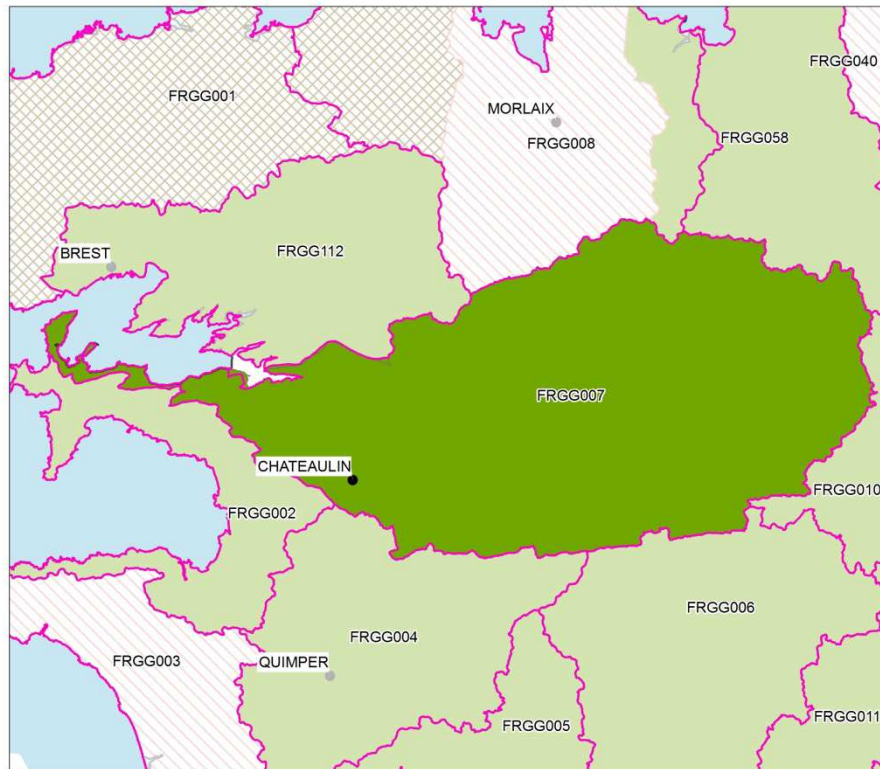 FRGG040
FRGG001
MORLAIX
FRGG008
FRGG058
BREST
FRGG112
FRGG007
CHATEAULIN
FRGG010
FRGG002
FRGG006
FRGG004
FRGG003
QUIMPER
FRGG011
FRGG005